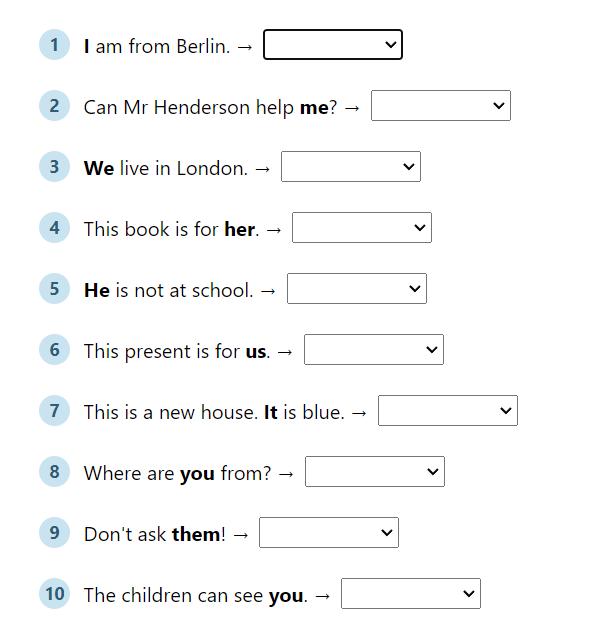 1 I am from Berlin. →
2 Can Mr Henderson help me? →
3 We live in London. →
4 This book is for her. →
5 He is not at school. →
6 This present is for us. →
7 This is a new house. It is blue. →
8 Where are you from? →
9 Don't ask them! →
10 The children can see you. →